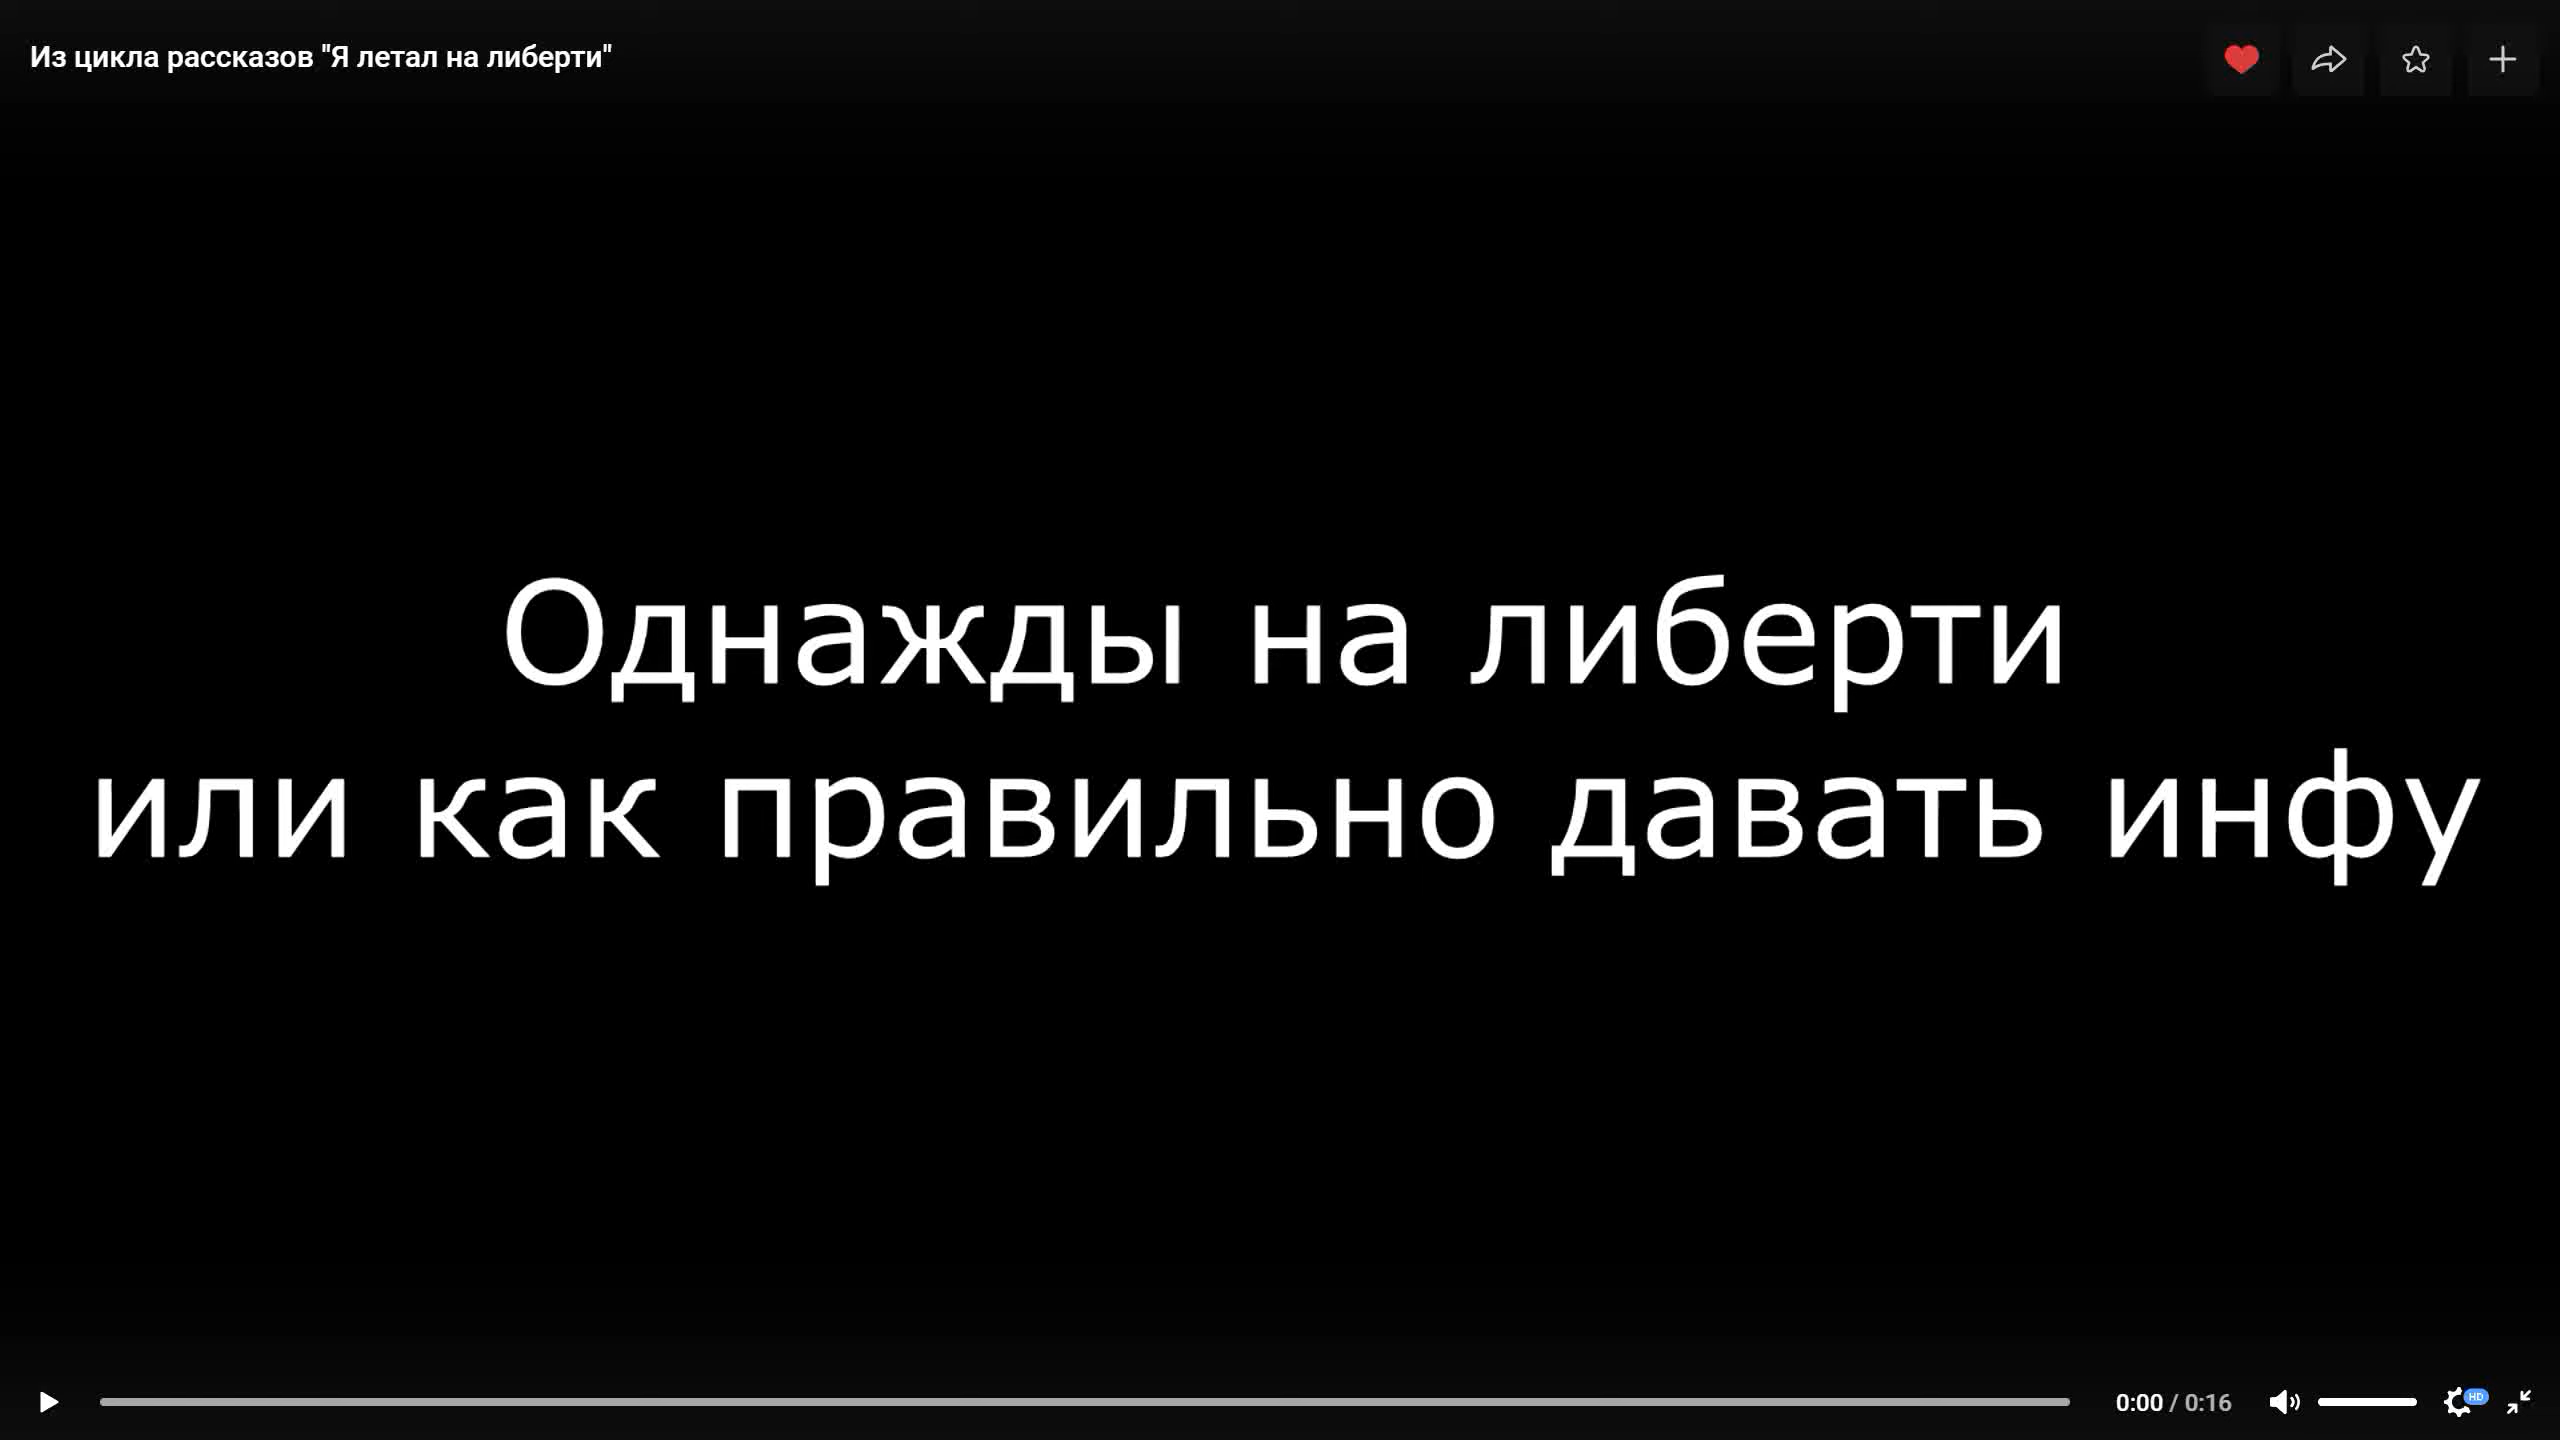 Из цикла рассказов "Я летал на либерти"
Однажды на либерти
или как правильно давать инфу
0:00 / 0:16
HD